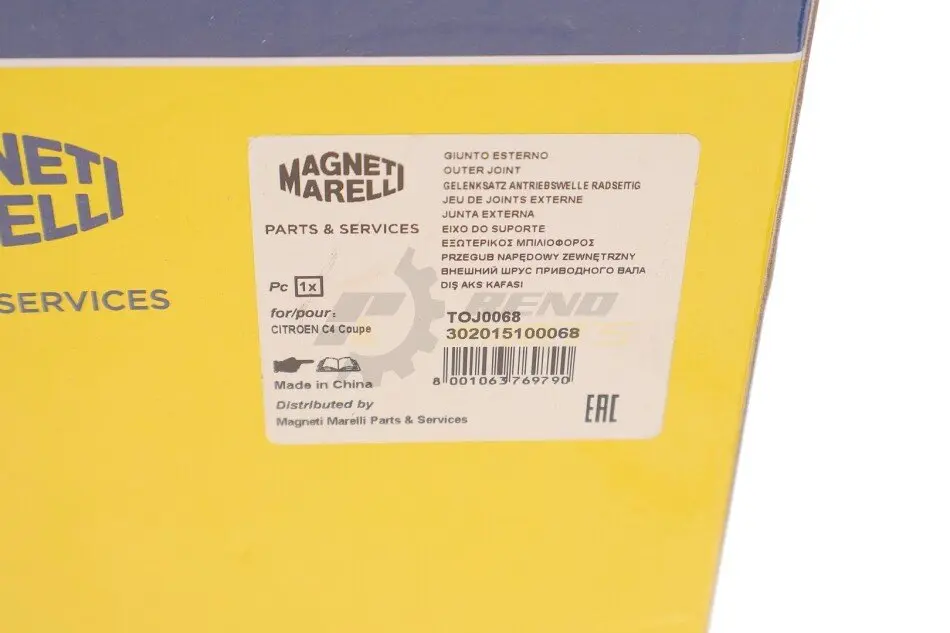 NETI
ELLI
SERVICES
MAGNETI
MARELLI
PARTS & SERVICES
Pc 1x
for/pour:
CITROEN C4 Coupe
Made in China
Distributed by
Magneti Marelli Parts & Services
GIUNTO ESTERNO
OUTER JOINT
GELENKSATZ ANTRIEBSWELLE RADSEITIG
JEU DE JOINTS EXTERNE
JUNTA EXTERNA
EIXO DO SUPORTE
ΕΞΩΤΕΡΙΚΟΣ ΜΠΙΛΙΟΦΟΡΟΣ
PRZEGUB NAPĘDOWY ZEWNĘTRZNY
ВНЕШНИЙ ШРУС ПРИВОДНОГО ВАЛА
DIŞ AKS KAFASI
TOJ0068
302015100068
8 001063 769790
EAC